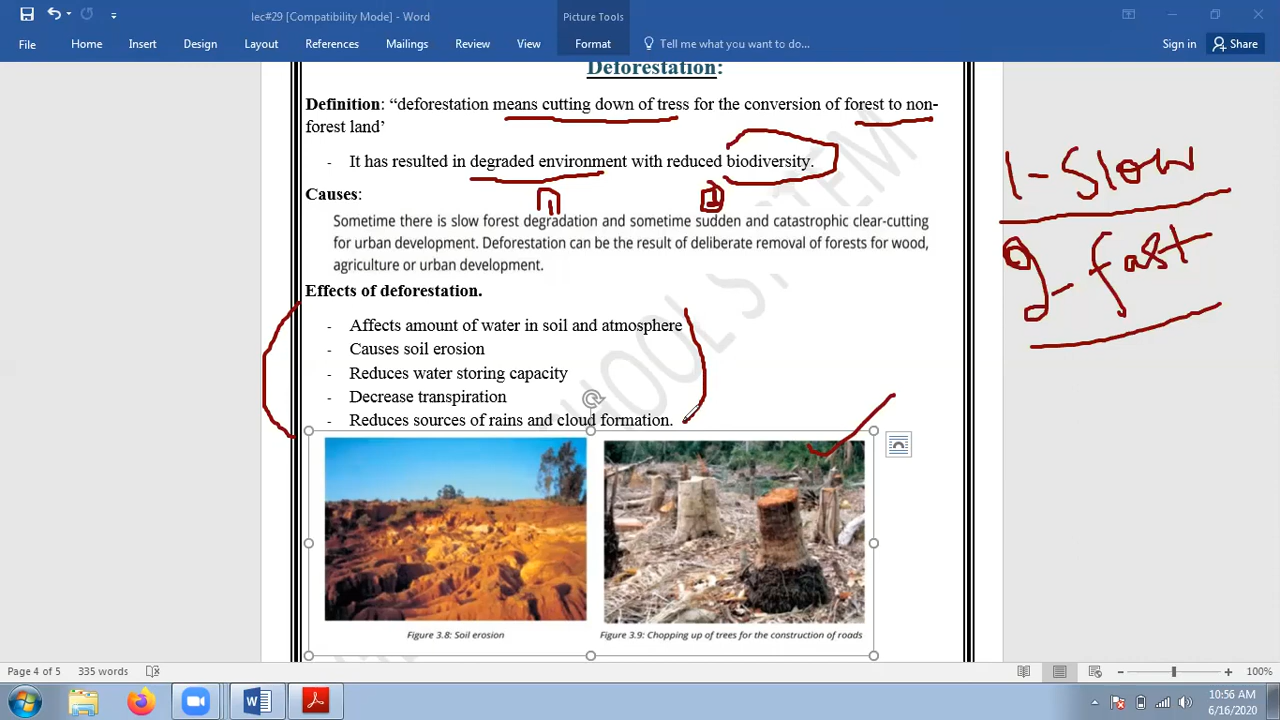 lec#29 [Compatibility Mode] - Word
Picture Tools
File Home Insert Design Layout References Mailings Review View Format Tell me what you want to do... Sign in Share
Deforestation:
Definition: “deforestation means cutting down of tress for the conversion of forest to non-
forest land’
- It has resulted in degraded environment with reduced biodiversity.
Causes:
1
2
Sometime there is slow forest degradation and sometime sudden and catastrophic clear-cutting
for urban development. Deforestation can be the result of deliberate removal of forests for wood,
agriculture or urban development.
Effects of deforestation.
- Affects amount of water in soil and atmosphere
- Causes soil erosion
- Reduces water storing capacity
- Decrease transpiration
- Reduces sources of rains and cloud formation.
1-Slow
2-fast
HOOL SYSTEM
Figure 3.8: Soil erosion
Figure 3.9: Chopping up of trees for the construction of roads
Page 4 of 5 335 words 100%
10:56 AM
6/16/2020